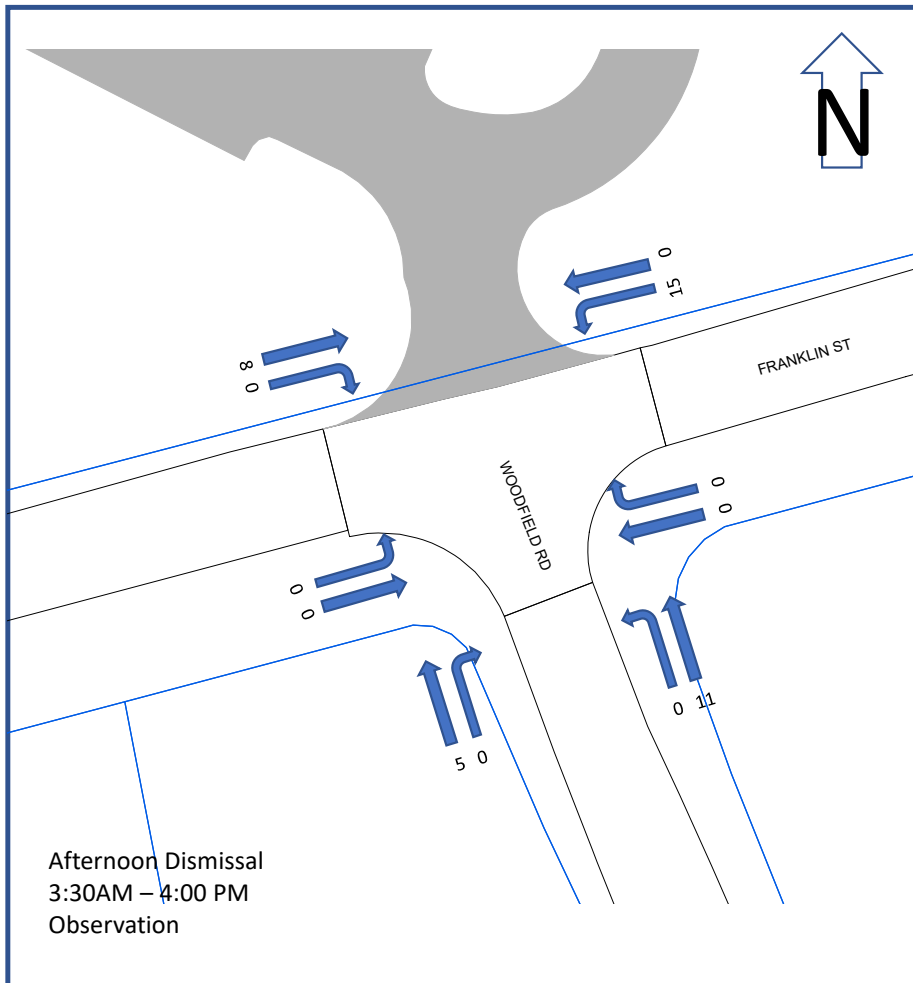 N
0
15
FRANKLIN ST
8
0
WOODFIELD RD
0
0
0
0
0 11
5 0
Afternoon Dismissal
3:30AM – 4:00 PM
Observation